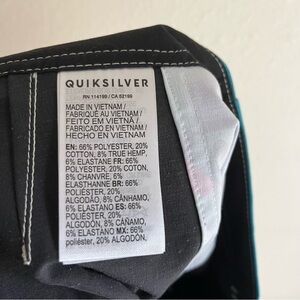 QUIKSILVER
RN 114199 / CA 52199
MADE IN VIETNAM /
FABRIQUÉ AU VIETNAM /
FEITO EM VIETNÃ /
FABRICADO EN VIETNAM /
HECHO EN VIETNAM
EN: 66% POLYESTER, 20%
COTTON, 8% TRUE HEMP,
6% ELASTANE FR: 66%
POLYESTER, 20% COTON,
8% CHANVRE, 6%
ELASTHANNE BR: 66%
POLIÉSTER, 20%
ALGODÃO, 8% CÂNHAMO,
6% ELASTANO ES: 66%
POLIÉSTER, 20%
ALGODÓN, 8% CÁÑAMO,
6% ELASTANO MX: 66%
poliéster, 20% ALGODÓN,